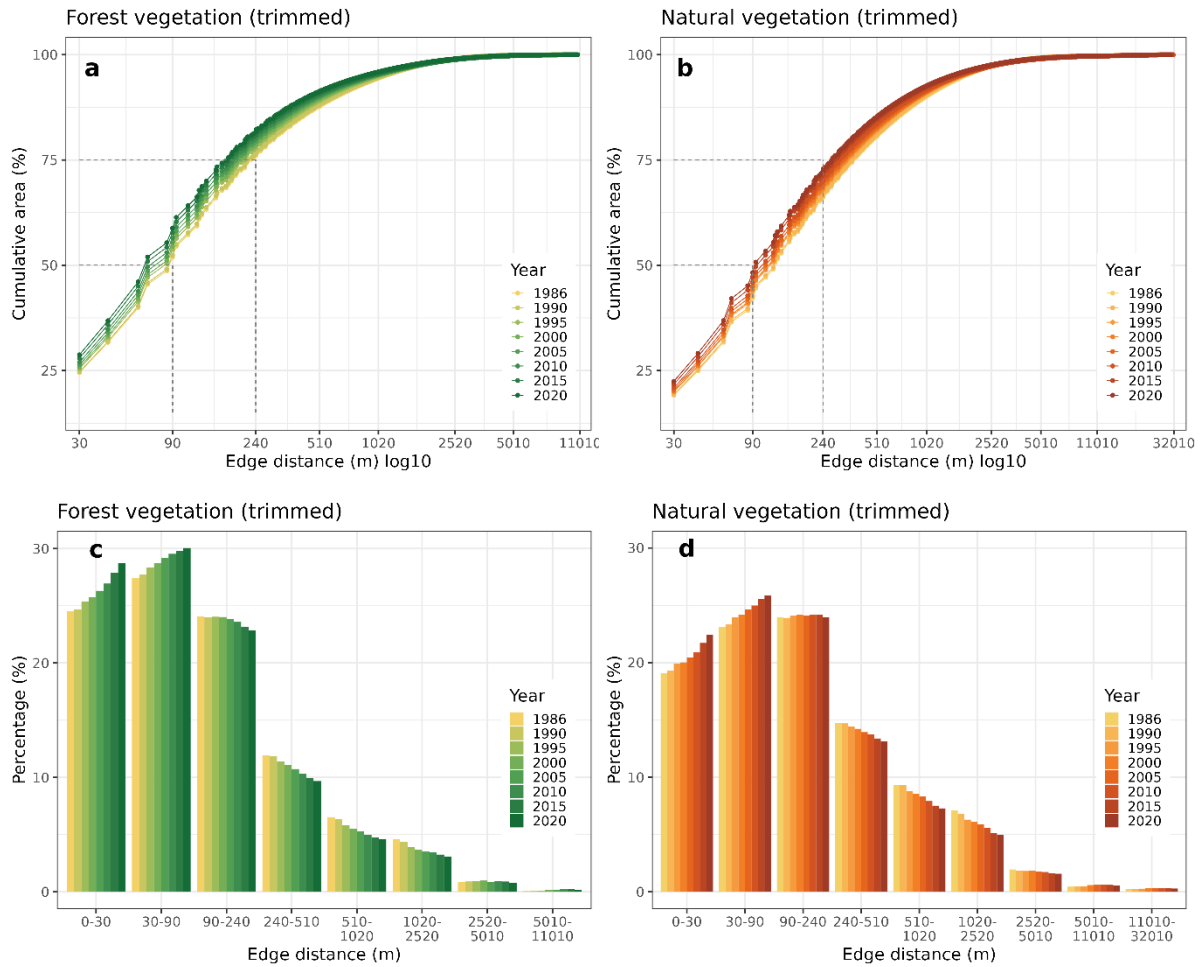 Forest vegetation (trimmed)
a
100
75
50
25
Cumulative area (%)
30 90 240 510 1020 2520 5010 11010
Edge distance (m) log10
Year
1986
1990
1995
2000
2005
2010
2015
2020
Natural vegetation (trimmed)
b
100
75
50
25
Cumulative area (%)
30 90 240 510 1020 2520 5010 11010 32010
Edge distance (m) log10
Year
1986
1990
1995
2000
2005
2010
2015
2020
Forest vegetation (trimmed)
c
30
20
10
0
Percentage (%)
0-30 30-90 90-240 240-510 510- 1020- 2520- 5010-
1020 2520 5010 11010
Edge distance (m)
Year
1986
1990
1995
2000
2005
2010
2015
2020
Natural vegetation (trimmed)
d
30
20
10
0
Percentage (%)
0-30 30-90 90-240 240-510 510- 1020- 2520- 5010- 11010-
1020 2520 5010 11010 32010
Edge distance (m)
Year
1986
1990
1995
2000
2005
2010
2015
2020